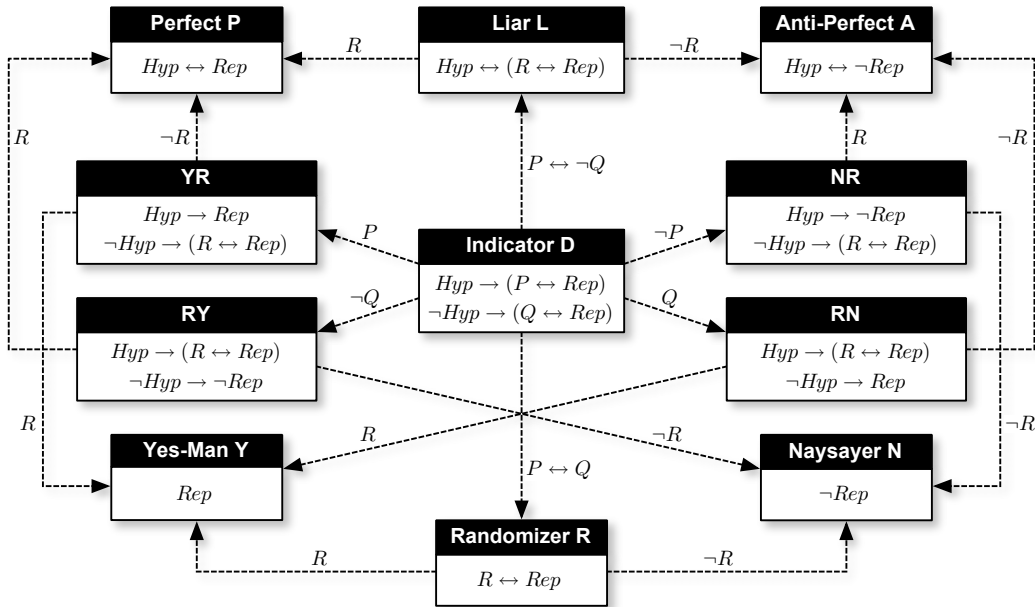 Perfect P
Hyp ↔ Rep
Liar L
Hyp ↔ (R ↔ Rep)
Anti-Perfect A
Hyp ↔ ¬Rep
R
¬R
R
¬R
R
¬R
P ↔ ¬Q
YR
Hyp → Rep
¬Hyp → (R ↔ Rep)
NR
Hyp → ¬Rep
¬Hyp → (R ↔ Rep)
P
¬P
Indicator D
Hyp → (P ↔ Rep)
¬Hyp → (Q ↔ Rep)
¬Q
Q
RY
Hyp → (R ↔ Rep)
¬Hyp → ¬Rep
RN
Hyp → (R ↔ Rep)
¬Hyp → Rep
R
R
¬R
¬R
Yes-Man Y
Rep
P ↔ Q
Naysayer N
¬Rep
Randomizer R
R ↔ Rep
R
¬R